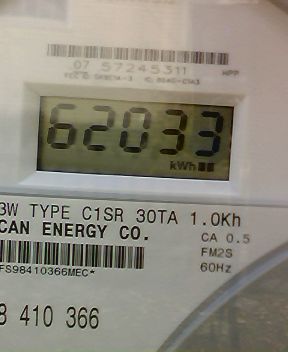 07 57245311
62033
kWh
3W TYPE C1SR 30TA 1.0Kh
CAN ENERGY CO. CA 0.5
FM2S
FS98410366MEC* 60Hz
8 410 366